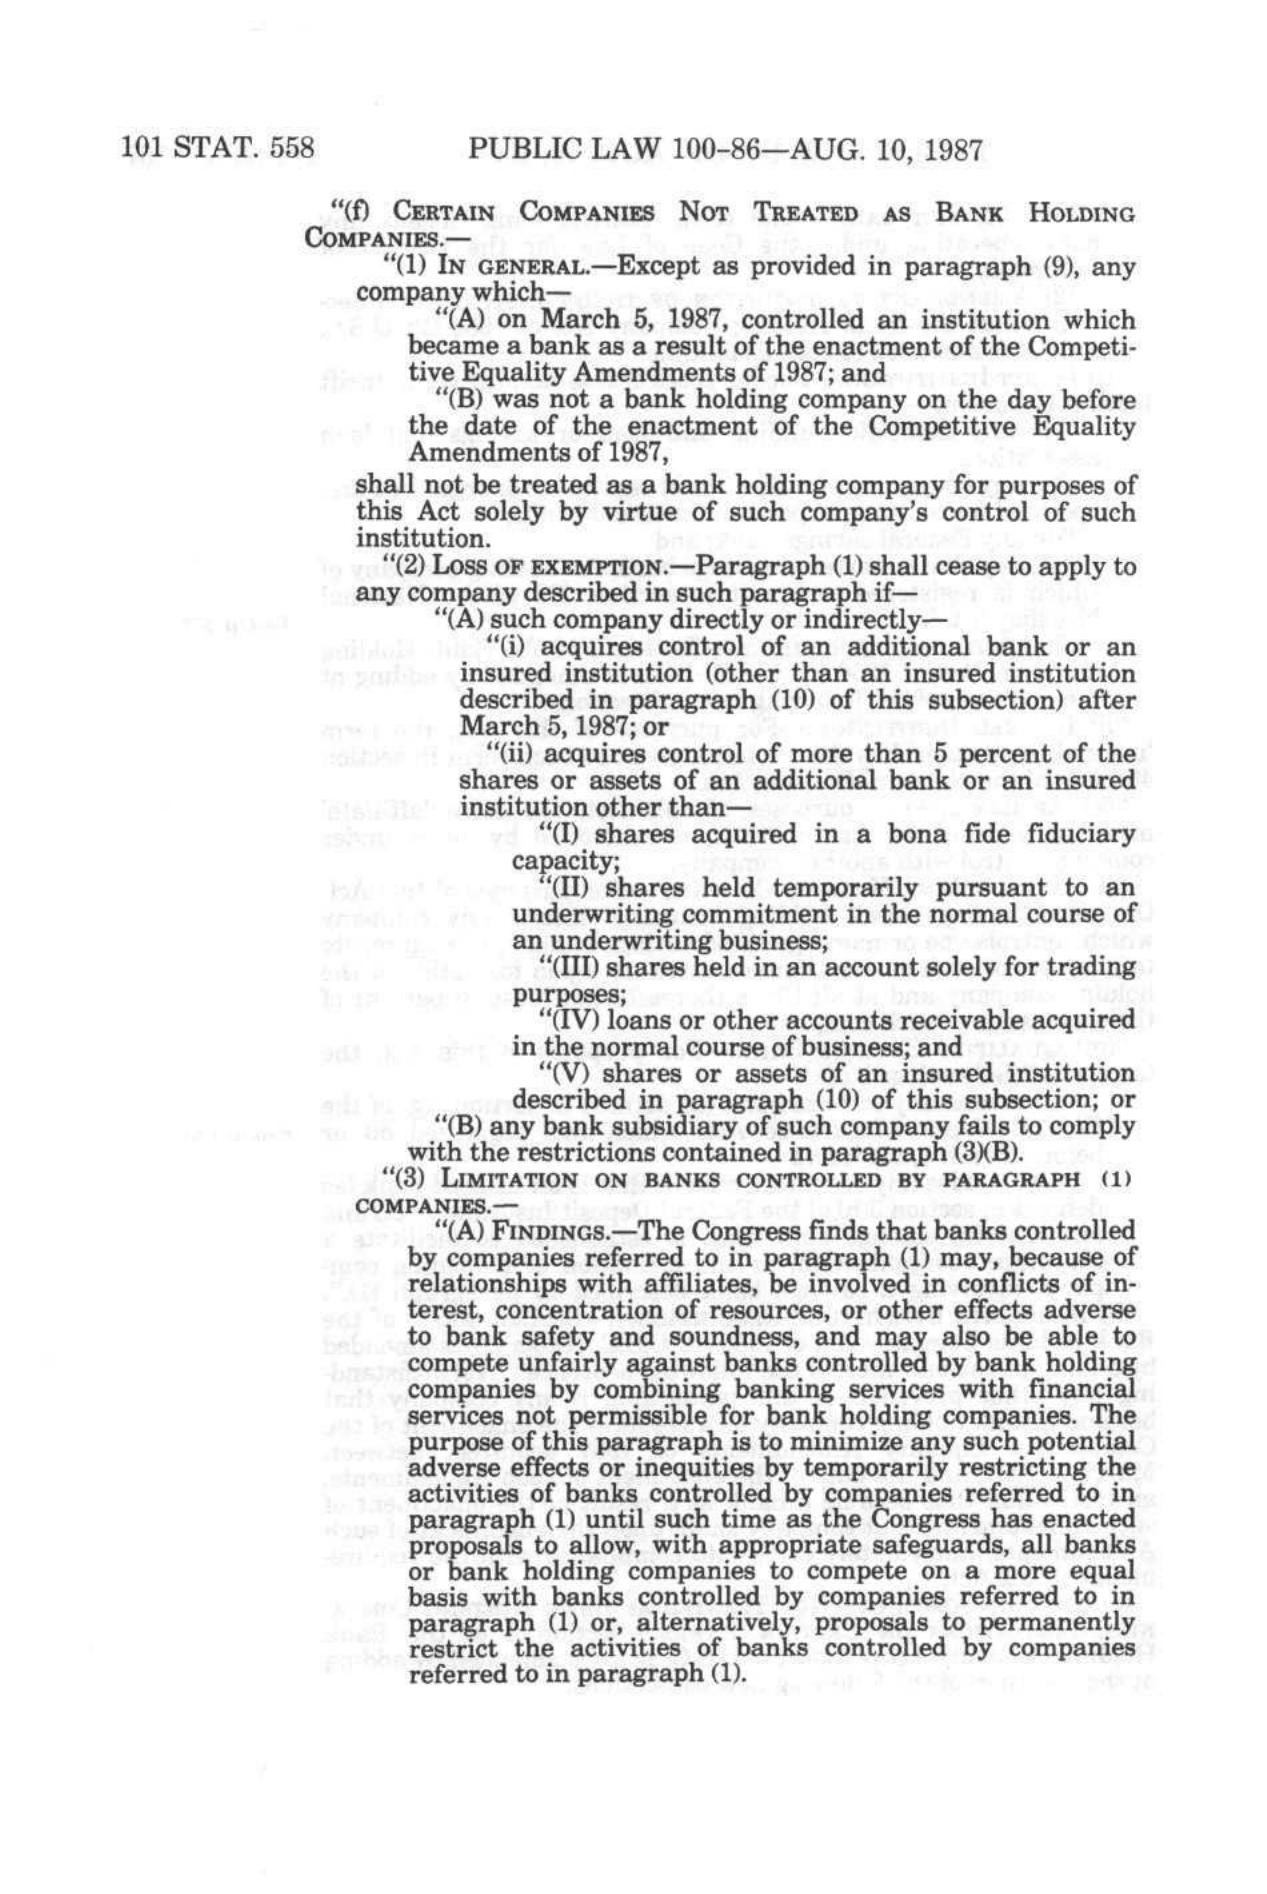 101 STAT. 558 PUBLIC LAW 100-86—AUG. 10, 1987
"(f) CERTAIN COMPANIES NOT TREATED AS BANK HOLDING
COMPANIES.—
"(1) IN GENERAL.—Except as provided in paragraph (9), any
company which—
"(A) on March 5, 1987, controlled an institution which
became a bank as a result of the enactment of the Competi-
tive Equality Amendments of 1987; and
"(B) was not a bank holding company on the day before
the date of the enactment of the Competitive Equality
Amendments of 1987,
shall not be treated as a bank holding company for purposes of
this Act solely by virtue of such company's control of such
institution.
"(2) LOSS OF EXEMPTION.—Paragraph (1) shall cease to apply to
any company described in such paragraph if—
"(A) such company directly or indirectly—
"(i) acquires control of an additional bank or an
insured institution (other than an insured institution
described in paragraph (10) of this subsection) after
March 5, 1987; or
"(ii) acquires control of more than 5 percent of the
shares or assets of an additional bank or an insured
institution other than—
"(I) shares acquired in a bona fide fiduciary
capacity;
"(II) shares held temporarily pursuant to an
underwriting commitment in the normal course of
an underwriting business;
"(III) shares held in an account solely for trading
purposes;
"(IV) loans or other accounts receivable acquired
in the normal course of business; and
"(V) shares or assets of an insured institution
described in paragraph (10) of this subsection; or
"(B) any bank subsidiary of such company fails to comply
with the restrictions contained in paragraph (3)(B).
"(3) LIMITATION ON BANKS CONTROLLED BY PARAGRAPH (1)
COMPANIES.—
"(A) FINDINGS.—The Congress finds that banks controlled
by companies referred to in paragraph (1) may, because of
relationships with affiliates, be involved in conflicts of in-
terest, concentration of resources, or other effects adverse
to bank safety and soundness, and may also be able to
compete unfairly against banks controlled by bank holding
companies by combining banking services with financial
services not permissible for bank holding companies. The
purpose of this paragraph is to minimize any such potential
adverse effects or inequities by temporarily restricting the
activities of banks controlled by companies referred to in
paragraph (1) until such time as the Congress has enacted
proposals to allow, with appropriate safeguards, all banks
or bank holding companies to compete on a more equal
basis with banks controlled by companies referred to in
paragraph (1) or, alternatively, proposals to permanently
restrict the activities of banks controlled by companies
referred to in paragraph (1).